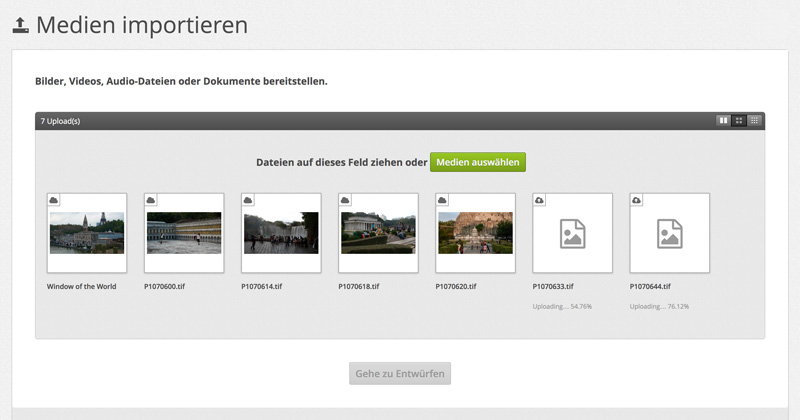 Medien importieren
Bilder, Videos, Audio-Dateien oder Dokumente bereitstellen.
7 Upload(s)
Dateien auf dieses Feld ziehen oder Medien auswählen
Window of the World P1070600.tif P1070614.tif P1070618.tif P1070620.tif P1070633.tif P1070644.tif
Uploading... 54.76% Uploading... 76.12%
Gehe zu Entwürfen